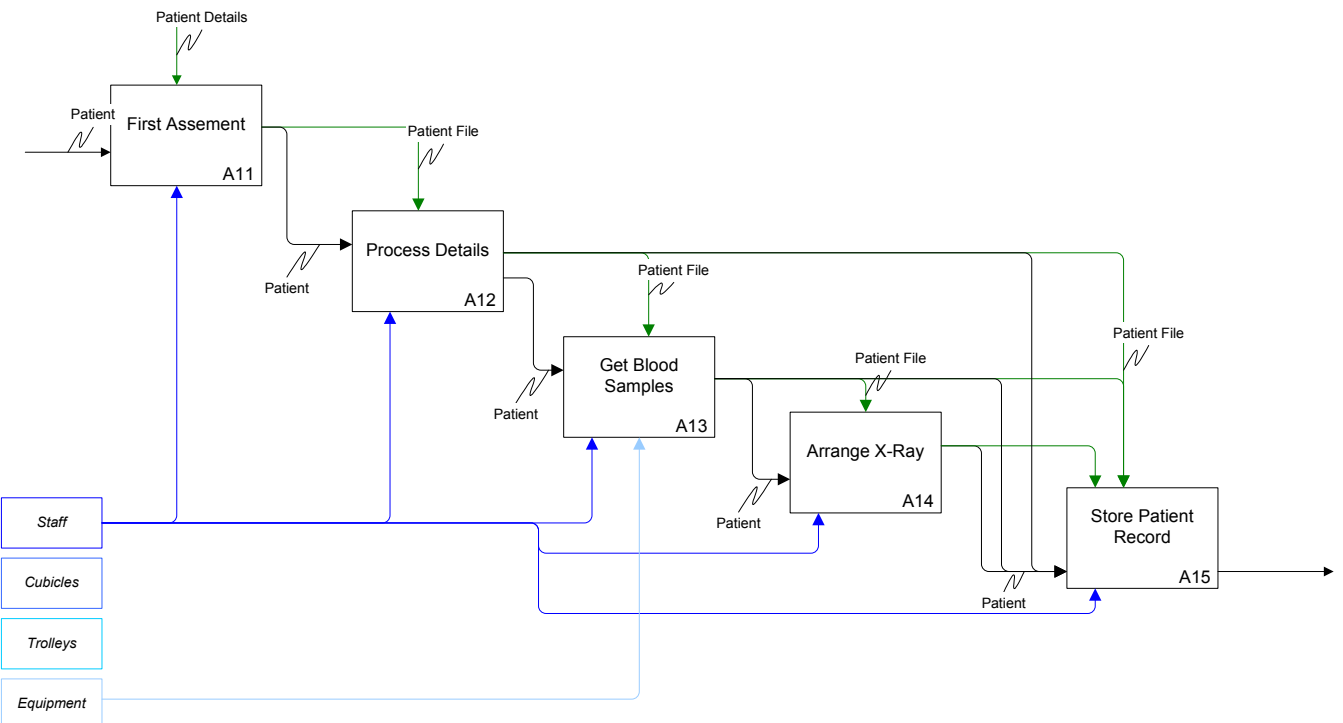 Patient Details
Patient
First Assement
A11
Patient File
Process Details
A12
Patient
Patient File
Get Blood
Samples
A13
Patient
Patient File
Arrange X-Ray
A14
Patient
Patient File
Store Patient
Record
A15
Patient
Staff
Cubicles
Trolleys
Equipment